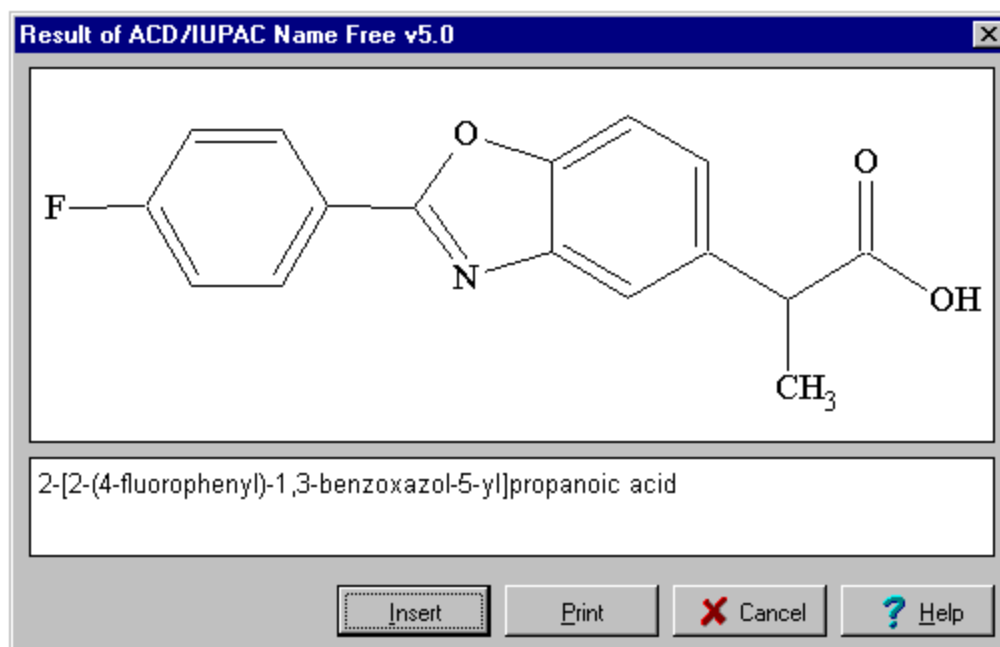 Result of ACD/IUPAC Name Free v5.0
O
O
F
N
OH
CH3
2-[2-(4-fluorophenyl)-1,3-benzoxazol-5-yl]propanoic acid
Insert Print Cancel Help